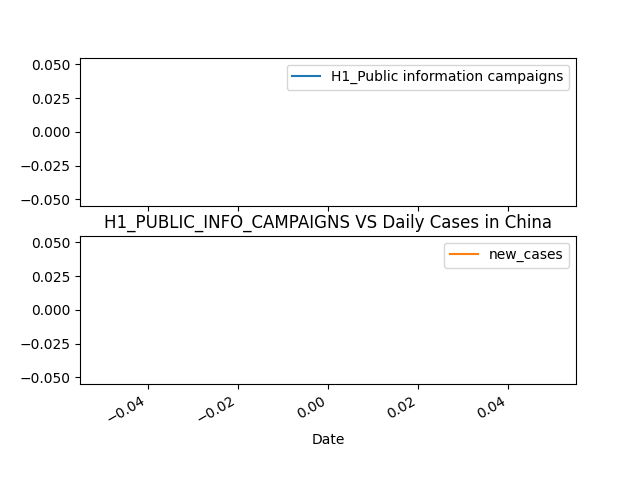 0.050
H1_Public information campaigns
0.025
0.000
−0.025
−0.050
H1_PUBLIC_INFO_CAMPAIGNS VS Daily Cases in China
0.050
new_cases
0.025
0.000
−0.025
−0.050
−0.04 −0.02 0.00 0.02 0.04
Date